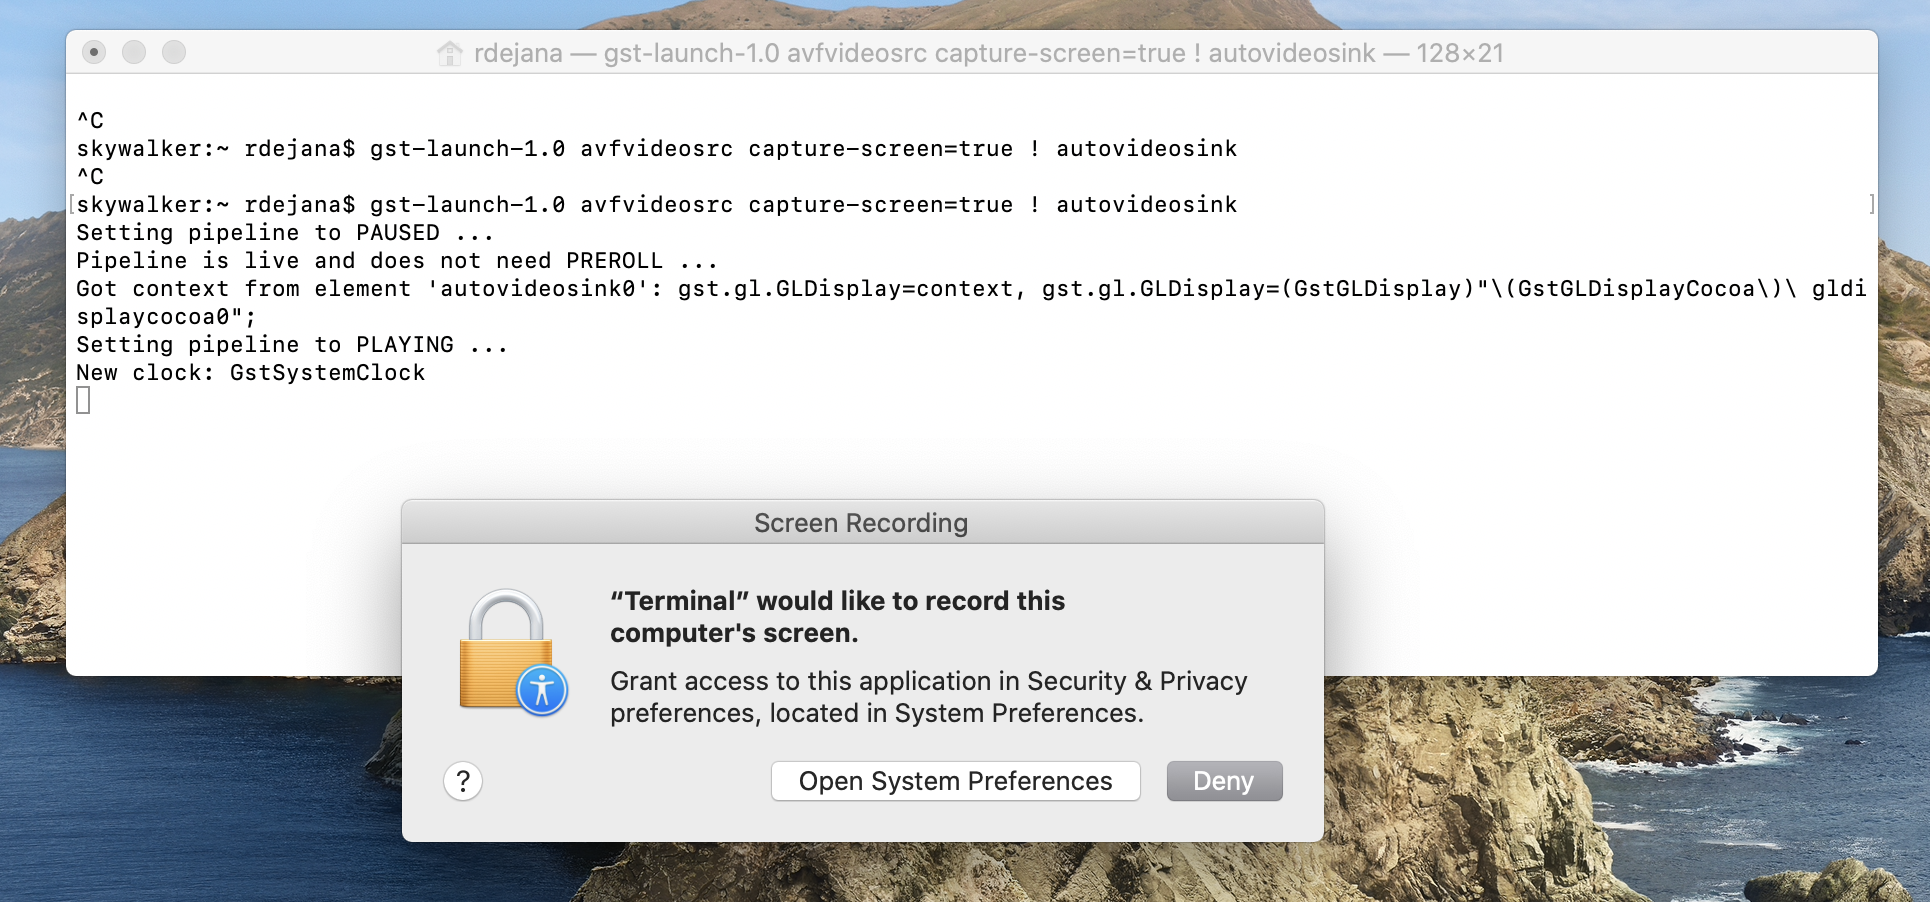 rdejana — gst-launch-1.0 avfvideosrc capture-screen=true ! autovideosink — 128×21
^C
skywalker:~ rdejana$ gst-launch-1.0 avfvideosrc capture-screen=true ! autovideosink
^C
[skywalker:~ rdejana$ gst-launch-1.0 avfvideosrc capture-screen=true ! autovideosink ]
Setting pipeline to PAUSED ...
Pipeline is live and does not need PREROLL ...
Got context from element 'autovideosink0': gst.gl.GLDisplay=context, gst.gl.GLDisplay=(GstGLDisplay)"\(GstGLDisplayCocoa\)\ gldi
splaycocoa0";
Setting pipeline to PLAYING ...
New clock: GstSystemClock
Screen Recording
“Terminal” would like to record this
computer's screen.
Grant access to this application in Security & Privacy
preferences, located in System Preferences.
? Open System Preferences Deny